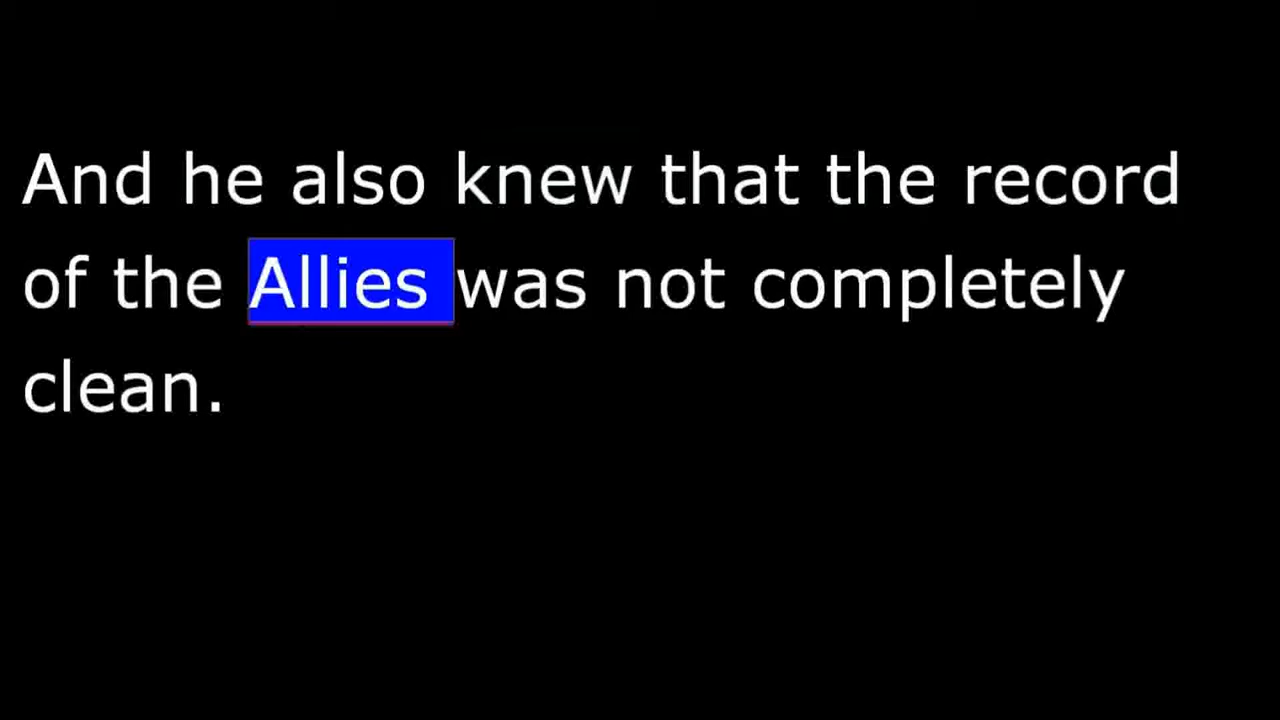 And he also knew that the record
of the Allies was not completely
clean.